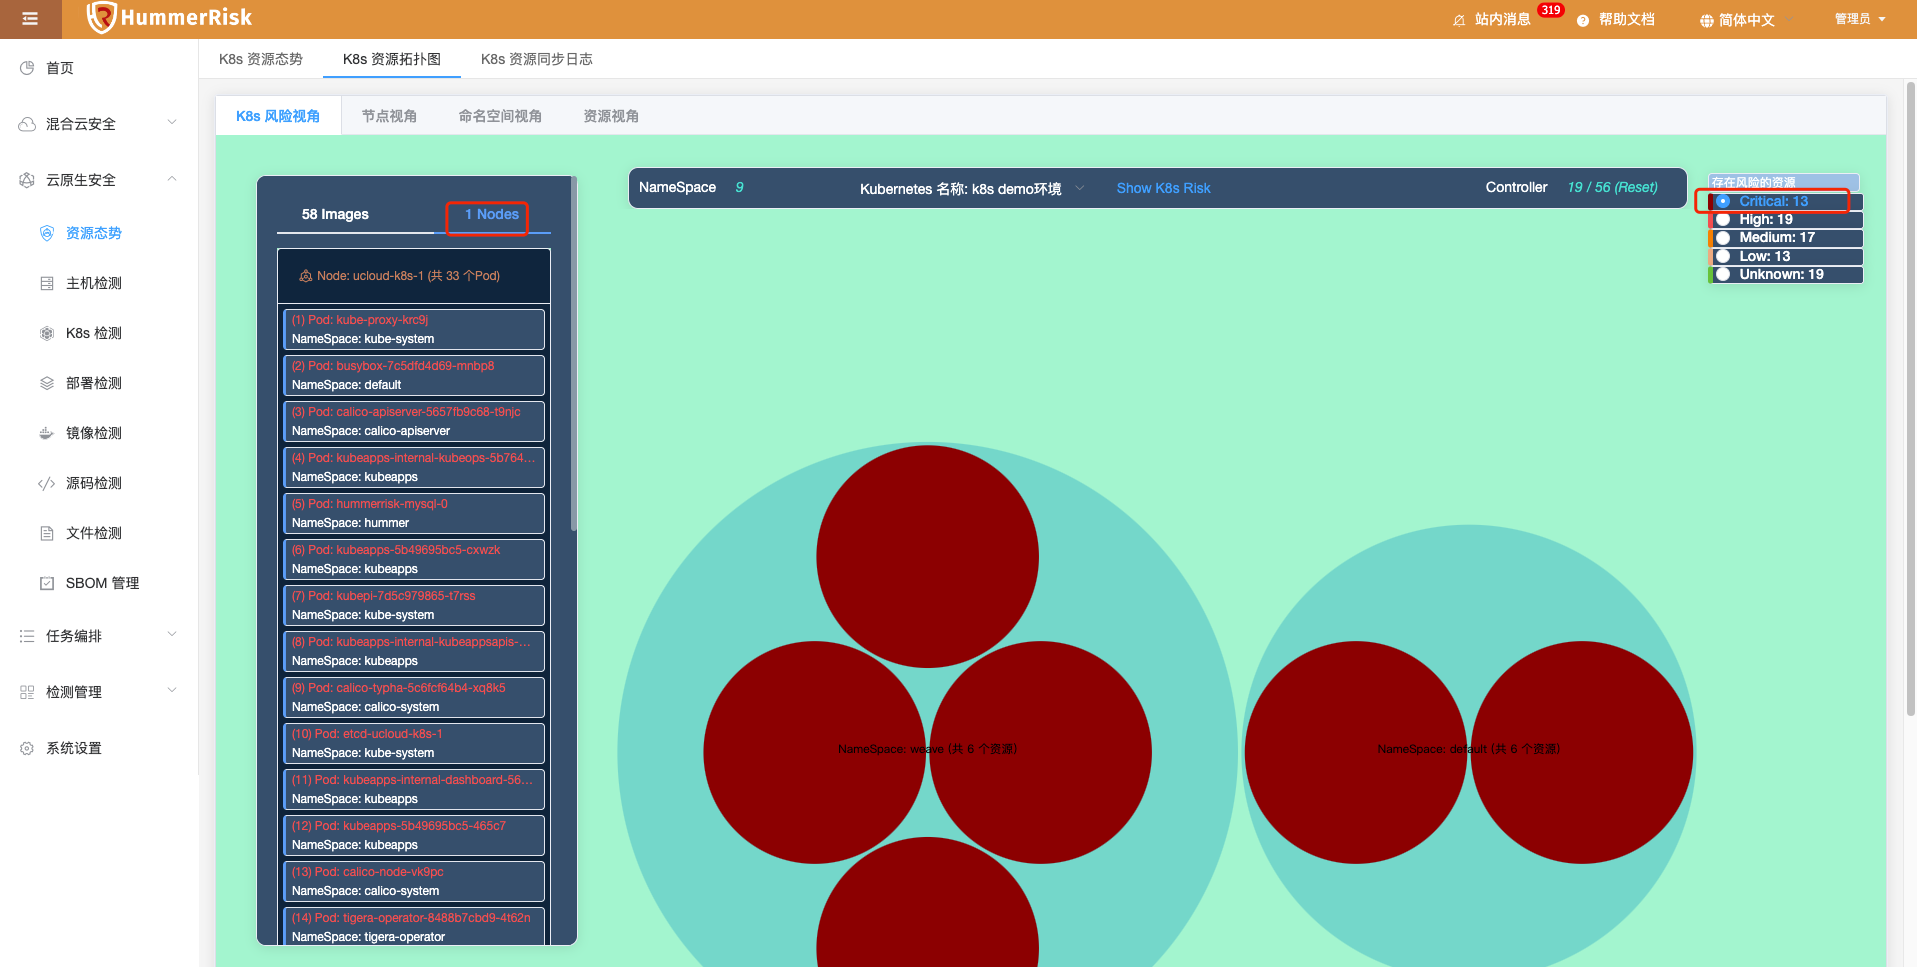 HummerRisk
站内消息
319
帮助文档
简体中文
管理员
首页
混合云安全
云原生安全
资源态势
主机检测
K8s 检测
部署检测
镜像检测
源码检测
文件检测
SBOM 管理
任务编排
检测管理
系统设置
K8s 资源态势
K8s 资源拓扑图
K8s 资源同步日志
K8s 风险视角
节点视角
命名空间视角
资源视角
58 Images
1 Nodes
Node: ucloud-k8s-1 (共 33 个Pod)
(1) Pod: kube-proxy-krc9j
NameSpace: kube-system
(2) Pod: busybox-7c5dfd4d69-mnbp8
NameSpace: default
(3) Pod: calico-apiserver-5657fb9c68-t9njc
NameSpace: calico-apiserver
(4) Pod: kubeapps-internal-kubeops-5b764...
NameSpace: kubeapps
(5) Pod: hummerrisk-mysql-0
NameSpace: hummer
(6) Pod: kubeapps-5b49695bc5-cxwzk
NameSpace: kubeapps
(7) Pod: kubepi-7d5c979865-t7rss
NameSpace: kube-system
(8) Pod: kubeapps-internal-kubeappsapis-...
NameSpace: kubeapps
(9) Pod: calico-typha-5c6fcf64b4-xq8k5
NameSpace: calico-system
(10) Pod: etcd-ucloud-k8s-1
NameSpace: kube-system
(11) Pod: kubeapps-internal-dashboard-56...
NameSpace: kubeapps
(12) Pod: kubeapps-5b49695bc5-465c7
NameSpace: kubeapps
(13) Pod: calico-node-vk9pc
NameSpace: calico-system
(14) Pod: tigera-operator-8488b7cbd9-4t62n
NameSpace: tigera-operator
NameSpace 9
Kubernetes 名称: k8s demo环境
Show K8s Risk
Controller 19 / 56 (Reset)
存在风险的资源
Critical: 13
High: 19
Medium: 17
Low: 13
Unknown: 19
NameSpace: weave (共 6 个资源)
NameSpace: default (共 6 个资源)